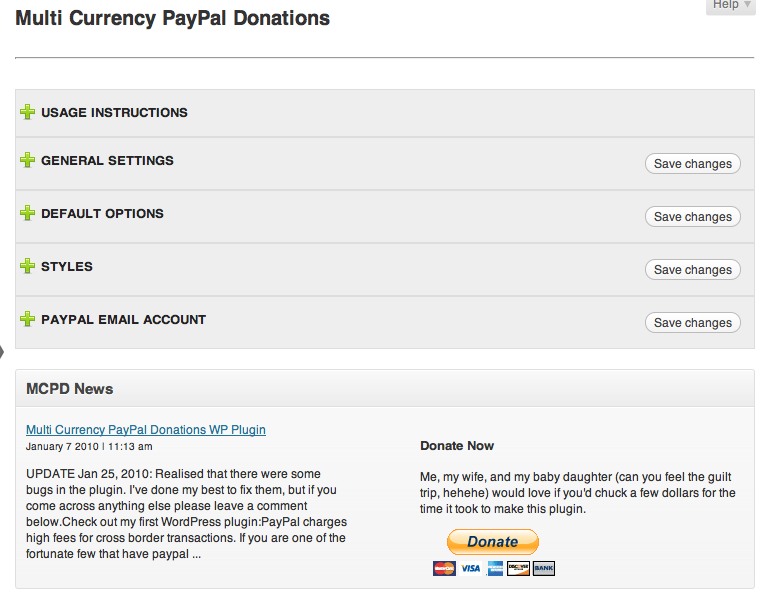 Multi Currency PayPal Donations
Help
USAGE INSTRUCTIONS
GENERAL SETTINGS
Save changes
DEFAULT OPTIONS
Save changes
STYLES
Save changes
PAYPAL EMAIL ACCOUNT
Save changes
MCPD News
Multi Currency PayPal Donations WP Plugin
January 7 2010 | 11:13 am
UPDATE Jan 25, 2010: Realised that there were some
bugs in the plugin. I've done my best to fix them, but if you
come across anything else please leave a comment
below.Check out my first WordPress plugin:PayPal charges
high fees for cross border transactions. If you are one of the
fortunate few that have paypal ...
Donate Now
Me, my wife, and my baby daughter (can you feel the guilt
trip, hehehe) would love if you'd chuck a few dollars for the
time it took to make this plugin.
Donate
MasterCard
VISA
DISCOVER
BANK